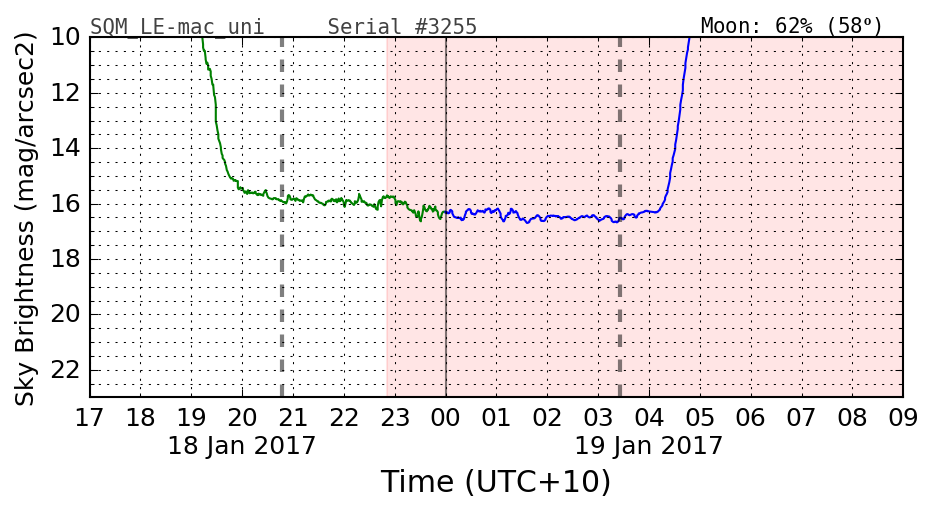 SQM_LE-mac_uni Serial #3255 Moon: 62% (58°)
Sky Brightness (mag/arcsec2)
10
12
14
16
18
20
22
17 18 19 20 21 22 23 00 01 02 03 04 05 06 07 08 09
18 Jan 2017 19 Jan 2017
Time (UTC+10)